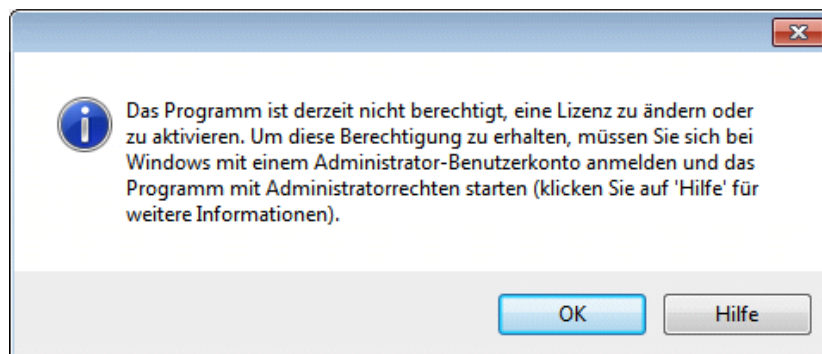 Das Programm ist derzeit nicht berechtigt, eine Lizenz zu ändern oder
zu aktivieren. Um diese Berechtigung zu erhalten, müssen Sie sich bei
Windows mit einem Administrator-Benutzerkonto anmelden und das
Programm mit Administratorrechten starten (klicken Sie auf 'Hilfe' für
weitere Informationen).
OK
Hilfe